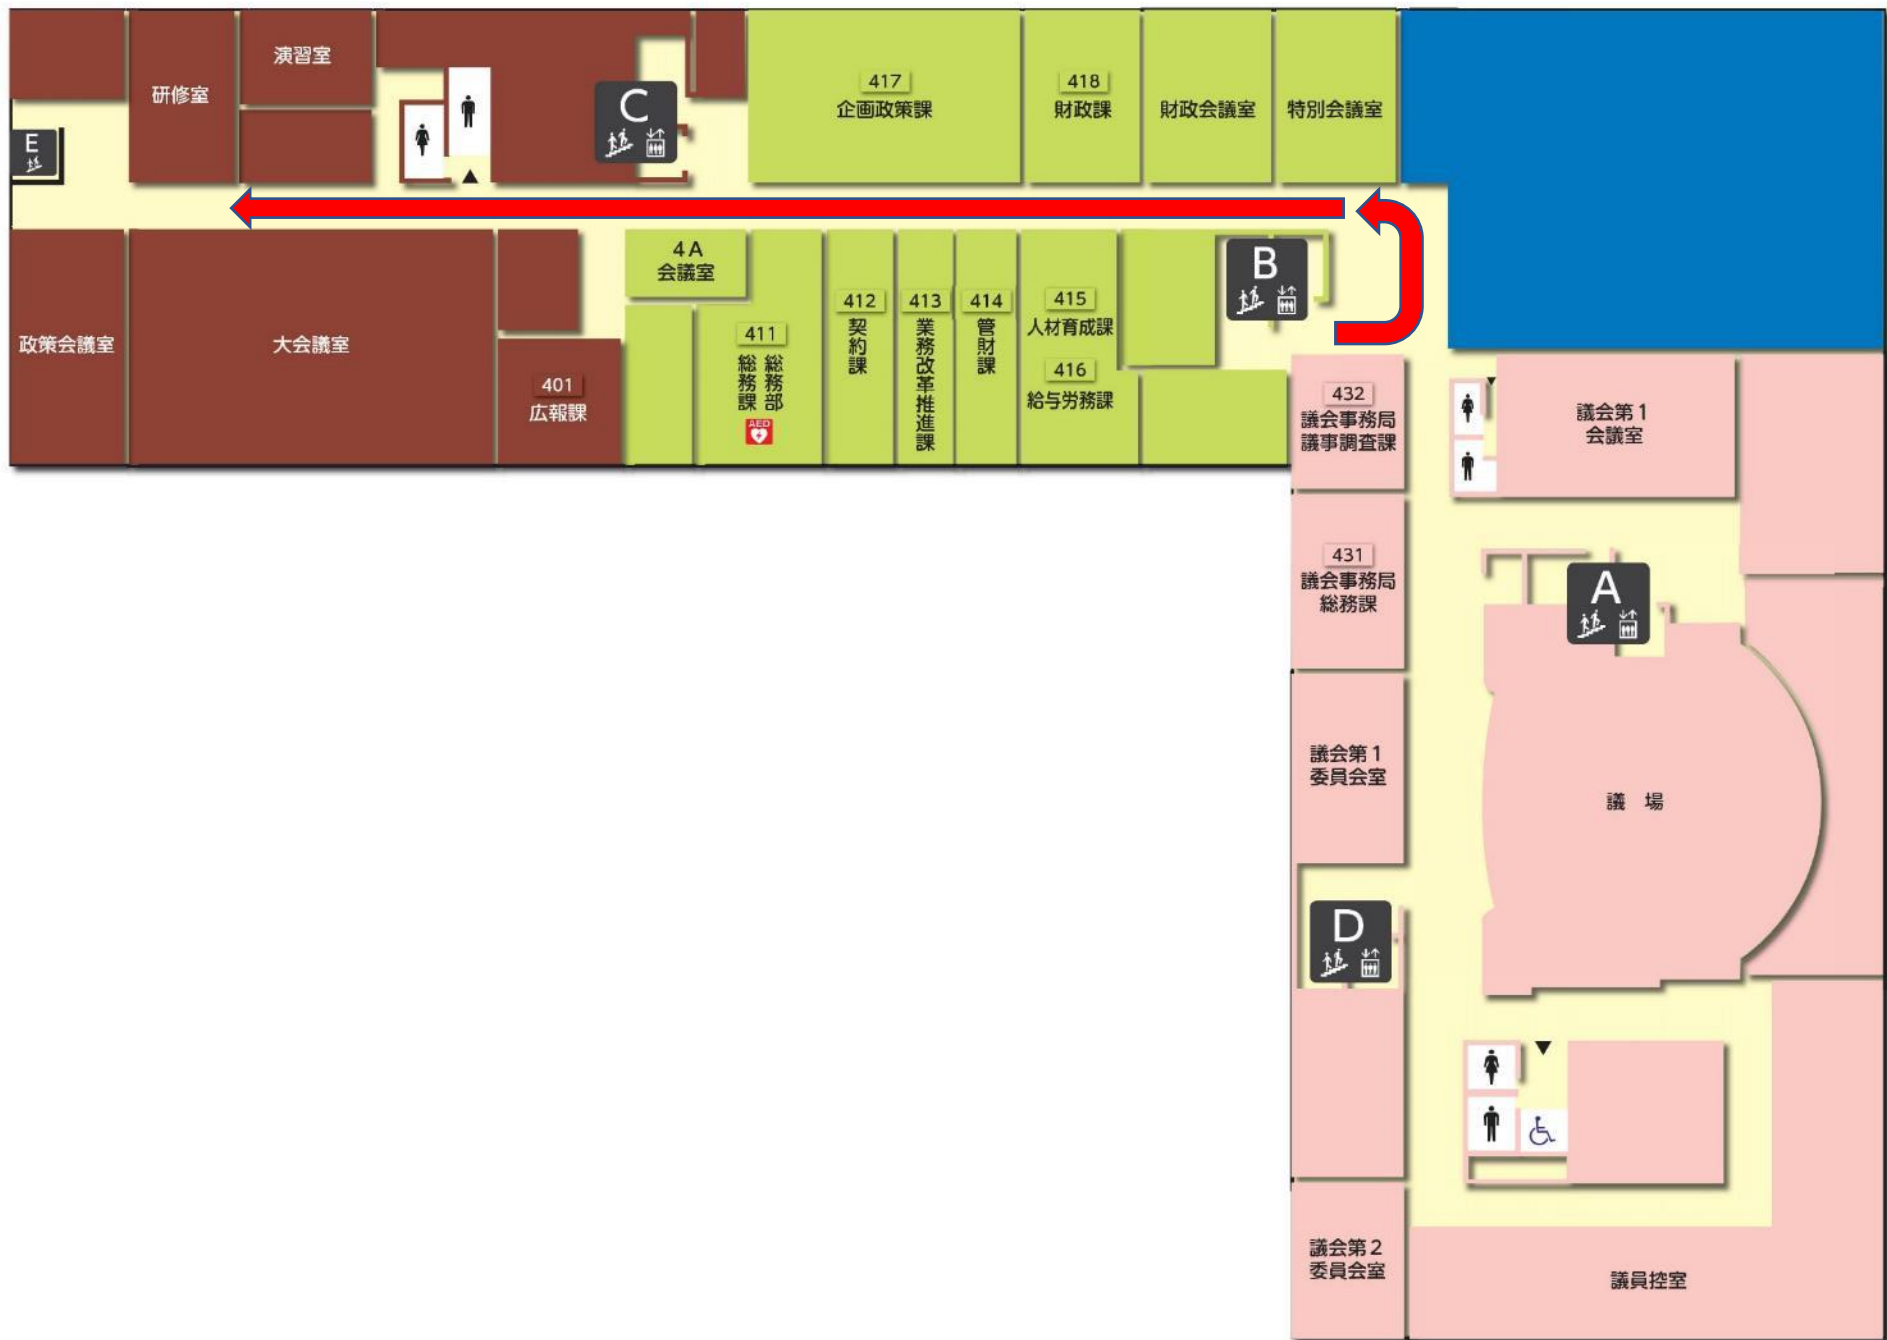 演習室
研修室
E
C
417
企画政策課
418
財政課
財政会議室
特別会議室
政策会議室
大会議室
401
広報課
4A
会議室
411
総務部
総務課
AED
412
契約課
413
業務改革推進課
414
管財課
415
人材育成課
416
給与労務課
B
432
議会事務局
議事調査課
議会第1
会議室
431
議会事務局
総務課
A
議会第1
委員会室
議 場
D
議会第2
委員会室
議員控室